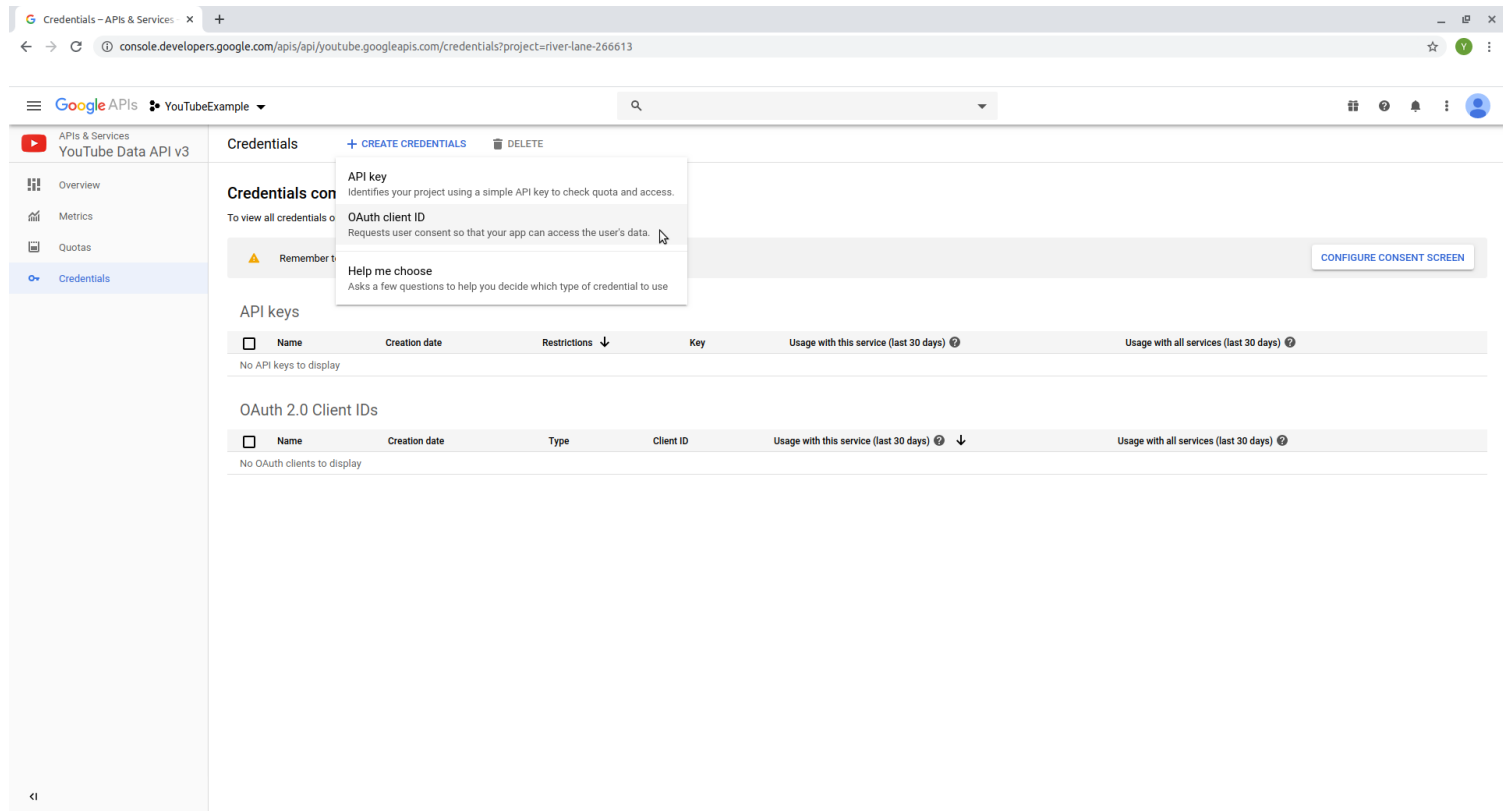 Credentials – APIs & Services
console.developers.google.com/apis/api/youtube.googleapis.com/credentials?project=river-lane-266613
Y
Google APIs YouTubeExample
APIs & Services
YouTube Data API v3
Overview
Metrics
Quotas
Credentials
Credentials + CREATE CREDENTIALS DELETE
API key
Identifies your project using a simple API key to check quota and access.
OAuth client ID
Requests user consent so that your app can access the user's data.
Help me choose
Asks a few questions to help you decide which type of credential to use
Credentials com
To view all credentials o
Remember t
CONFIGURE CONSENT SCREEN
API keys
Name Creation date Restrictions Key Usage with this service (last 30 days) Usage with all services (last 30 days)
No API keys to display
OAuth 2.0 Client IDs
Name Creation date Type Client ID Usage with this service (last 30 days) Usage with all services (last 30 days)
No OAuth clients to display